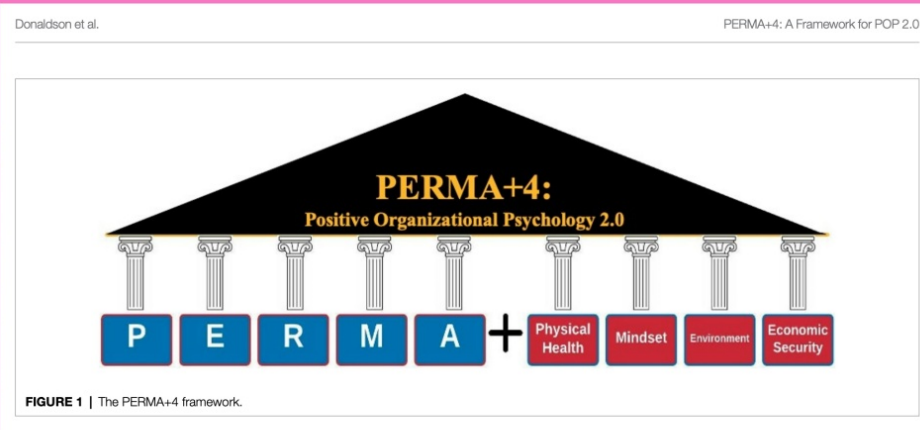 Donaldson et al.
PERMA+4: A Framework for POP 2.0
PERMA+4:
Positive Organizational Psychology 2.0
P E R M A + Physical Health Mindset Environment Economic Security
FIGURE 1 | The PERMA+4 framework.